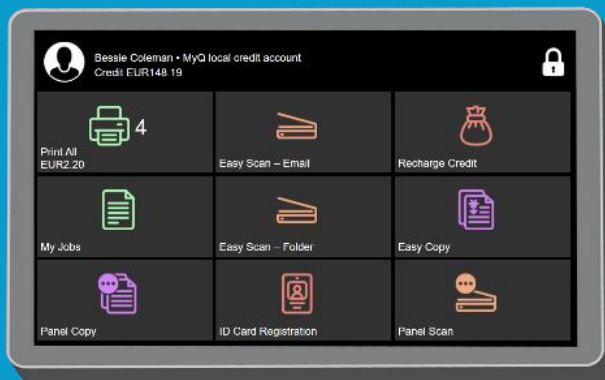 Bessie Coleman • MyQ local credit account
Credit EUR148.19
4
Print All
EUR2.20
Easy Scan – Email
Recharge Credit
My Jobs
Easy Scan – Folder
Easy Copy
Panel Copy
ID Card Registration
Panel Scan